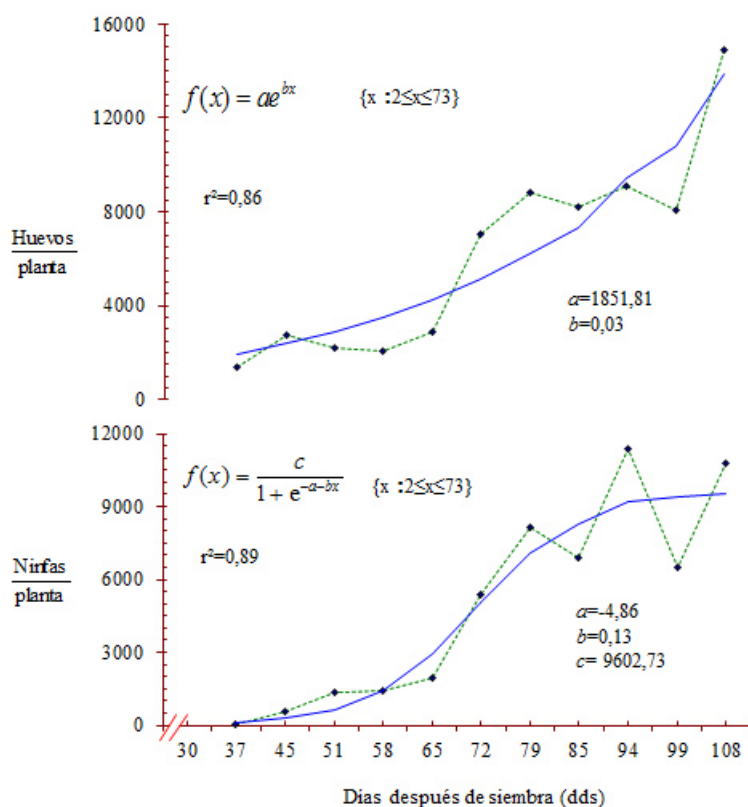 16000
12000
8000
4000
0
Huevos
planta
f(x) = ae^{bx}
{x :2≤x≤73}
r²=0,86
a=1851,81
b=0,03
12000
9000
6000
3000
0
Ninfas
planta
f(x) = c / (1 + e^{-a-bx})
{x :2≤x≤73}
r²=0,89
a=-4,86
b=0,13
c= 9602,73
30 37 45 51 58 65 72 79 85 94 99 108
Dias después de siembra (dds)